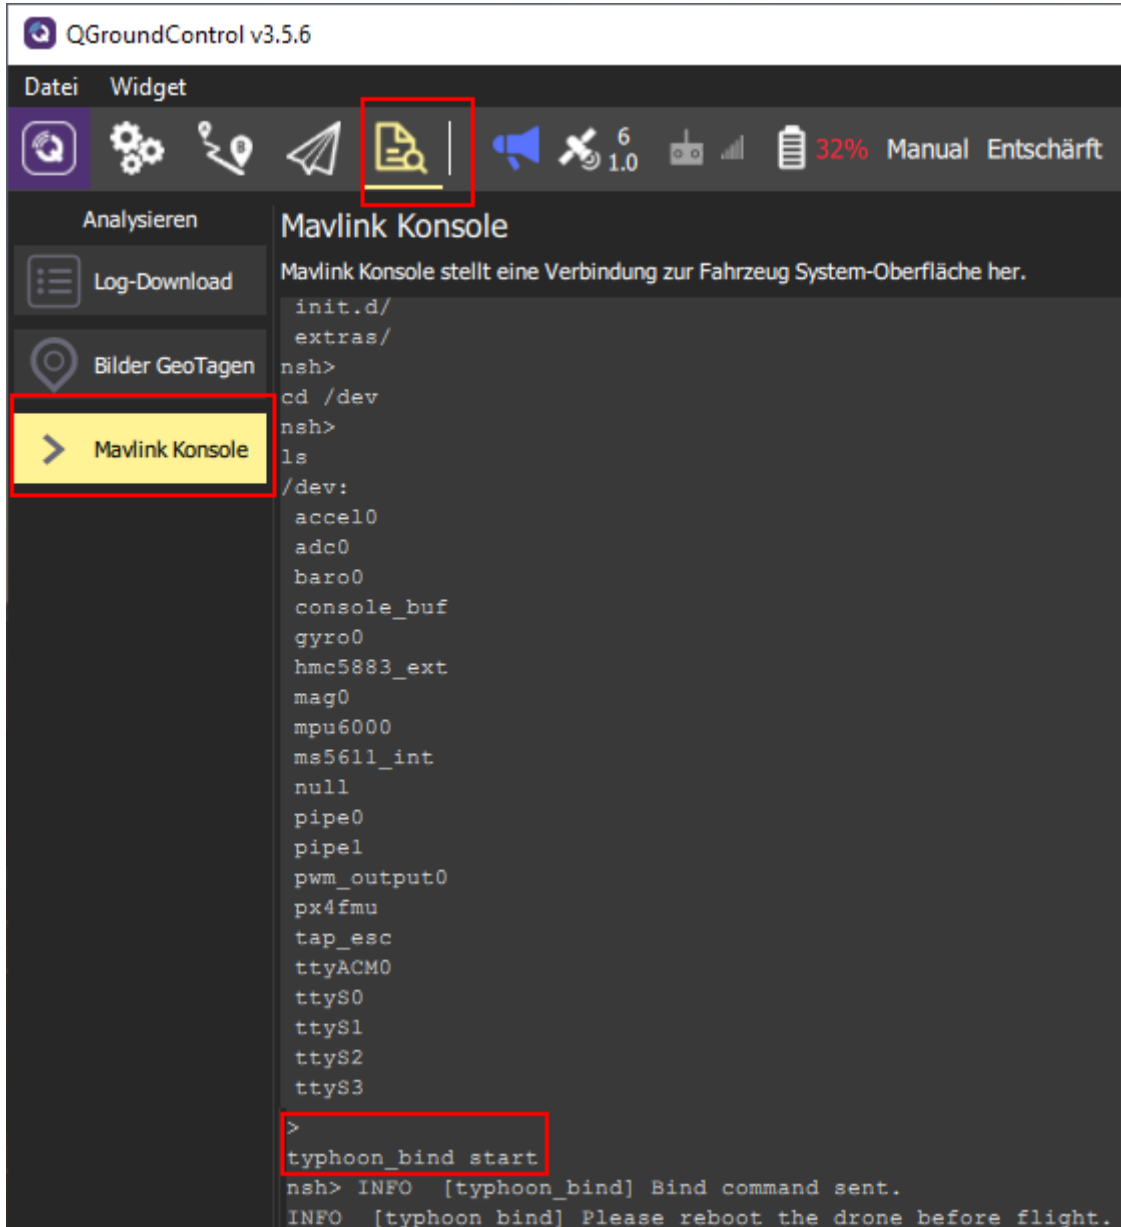 QGroundControl v3.5.6
Datei Widget
6
1.0
32% Manual Entschärft
Analysieren
Log-Download
Bilder GeoTagen
Mavlink Konsole
Mavlink Konsole
Mavlink Konsole stellt eine Verbindung zur Fahrzeug System-Oberfläche her.
init.d/
extras/
nsh>
cd /dev
nsh>
ls
/dev:
accel0
adc0
baro0
console_buf
gyro0
hmc5883_ext
mag0
mpu6000
ms5611_int
null
pipe0
pipe1
pwm_output0
px4fmu
tap_esc
ttyACM0
ttyS0
ttyS1
ttyS2
ttyS3
>
typhoon_bind start
nsh> INFO [typhoon_bind] Bind command sent.
INFO [typhoon_bind] Please reboot the drone before flight.